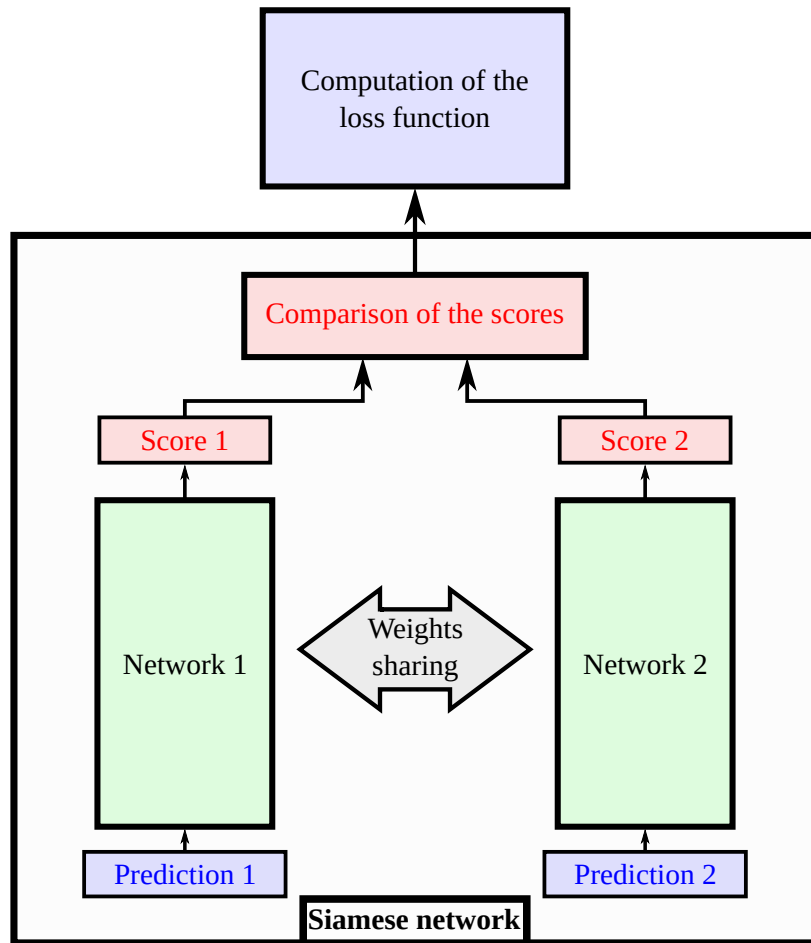 Computation of the
loss function
Comparison of the scores
Score 1
Score 2
Weights
sharing
Network 1
Network 2
Prediction 1
Prediction 2
Siamese network